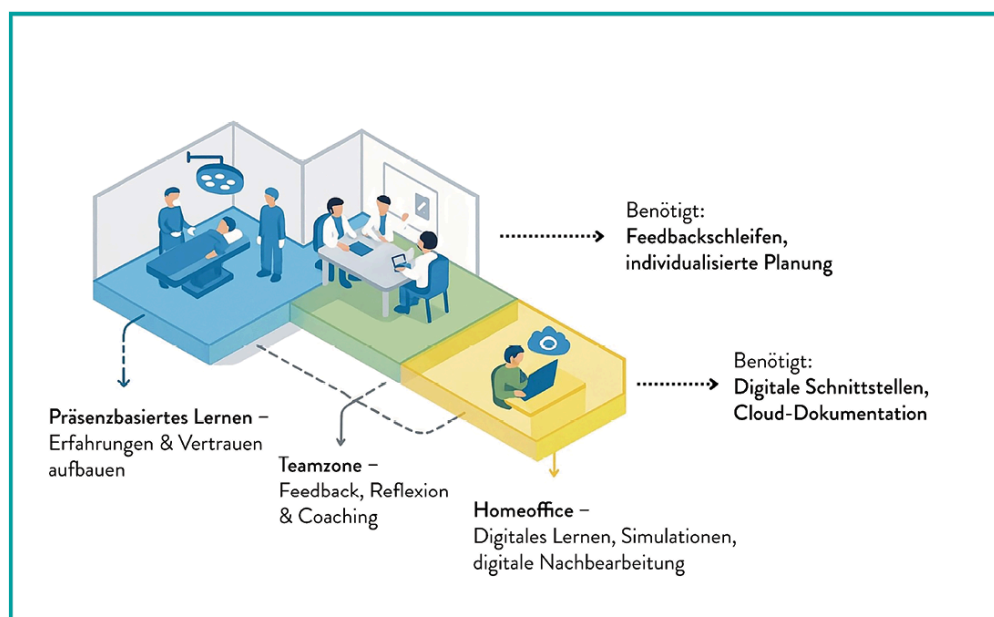 Benötigt:
Feedbackschleifen,
individualisierte Planung
Benötigt:
Digitale Schnittstellen,
Cloud-Dokumentation
Präsenzbasiertes Lernen –
Erfahrungen & Vertrauen
aufbauen
Teamzone –
Feedback, Reflexion
& Coaching
Homeoffice –
Digitales Lernen, Simulationen,
digitale Nachbearbeitung